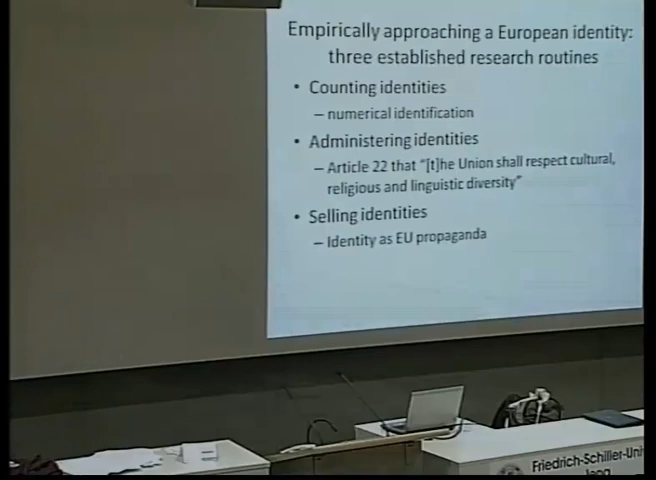 Empirically approaching a European identity:
three established research routines
• Counting identities
– numerical identification
• Administering identities
– Article 22 that "[t]he Union shall respect cultural,
religious and linguistic diversity"
• Selling identities
– Identity as EU propaganda
Friedrich-Schiller-Uni
Jena